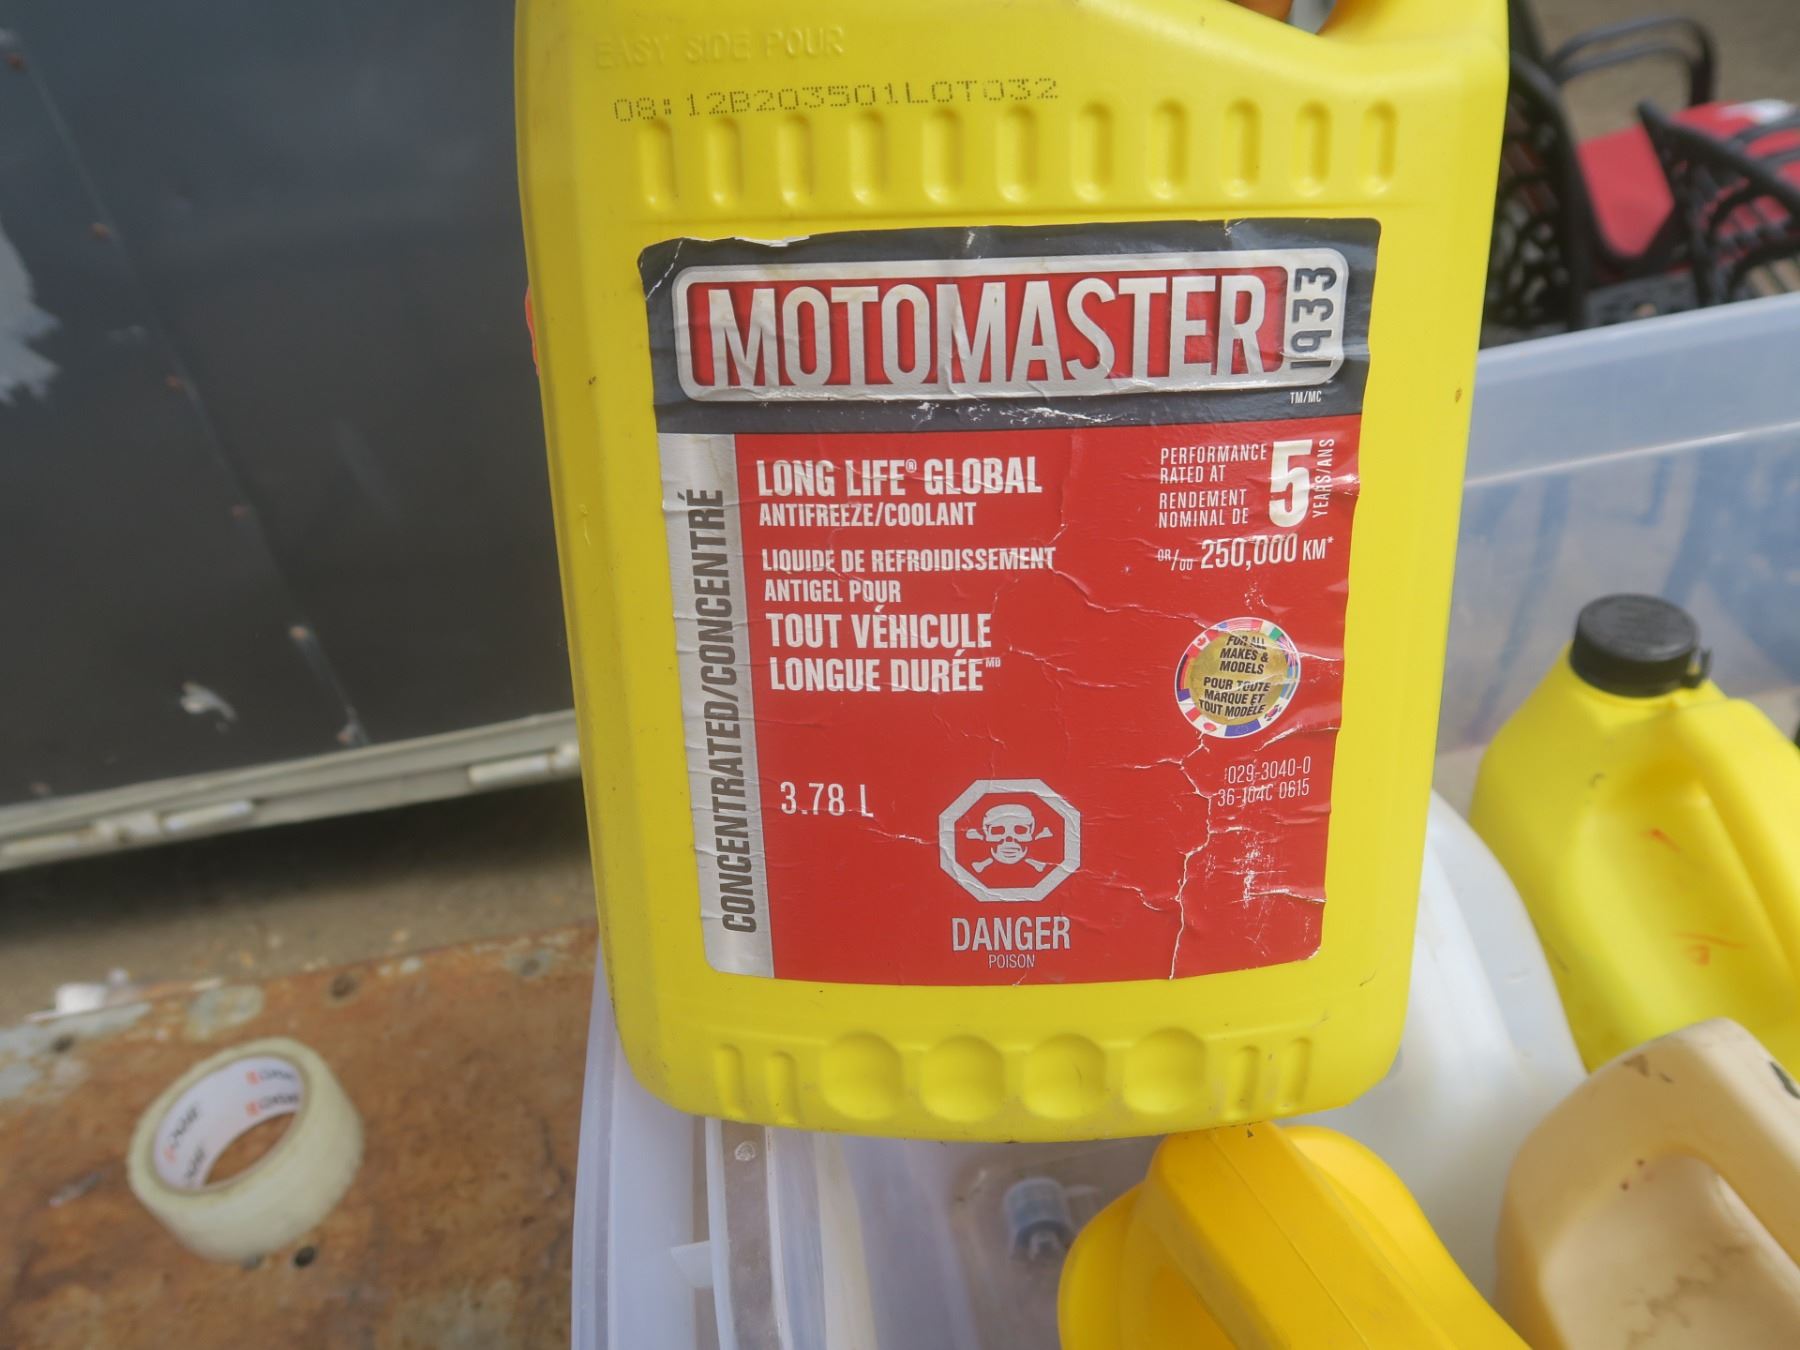 EASY SIDE POUR
08:12B203501LOT032
MOTOMASTER
1933
TM/MC
CONCENTRATED/CONCENTRÉ
LONG LIFE® GLOBAL
ANTIFREEZE/COOLANT
LIQUIDE DE REFROIDISSEMENT
ANTIGEL POUR
TOUT VÉHICULE
LONGUE DURÉE MD
PERFORMANCE
RATED AT
RENDEMENT
NOMINAL DE
5
YEARS/ANS
OR/OU 250,000 KM*
FOR ALL
MAKES &
MODELS
POUR TOUTE
MARQUE ET
TOUT MODÈLE
3.78 L
029-3040-0
36-104C 0615
DANGER
POISON